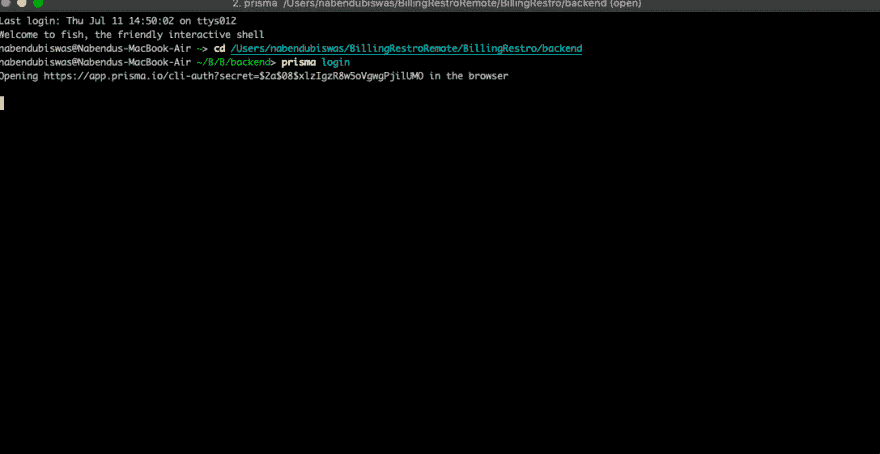 2. prisma /Users/nabendubiswas/BillingRestroRemote/BillingRestro/backend (open)
Last login: Thu Jul 11 14:50:02 on ttys012
Welcome to fish, the friendly interactive shell
nabendubiswas@Nabendus-MacBook-Air ~> cd /Users/nabendubiswas/BillingRestroRemote/BillingRestro/backend
nabendubiswas@Nabendus-MacBook-Air ~/B/B/backend> prisma login
Opening https://app.prisma.io/cli-auth?secret=$2a$08$xlzIgzR8w5oVgwgPjilUMO in the browser